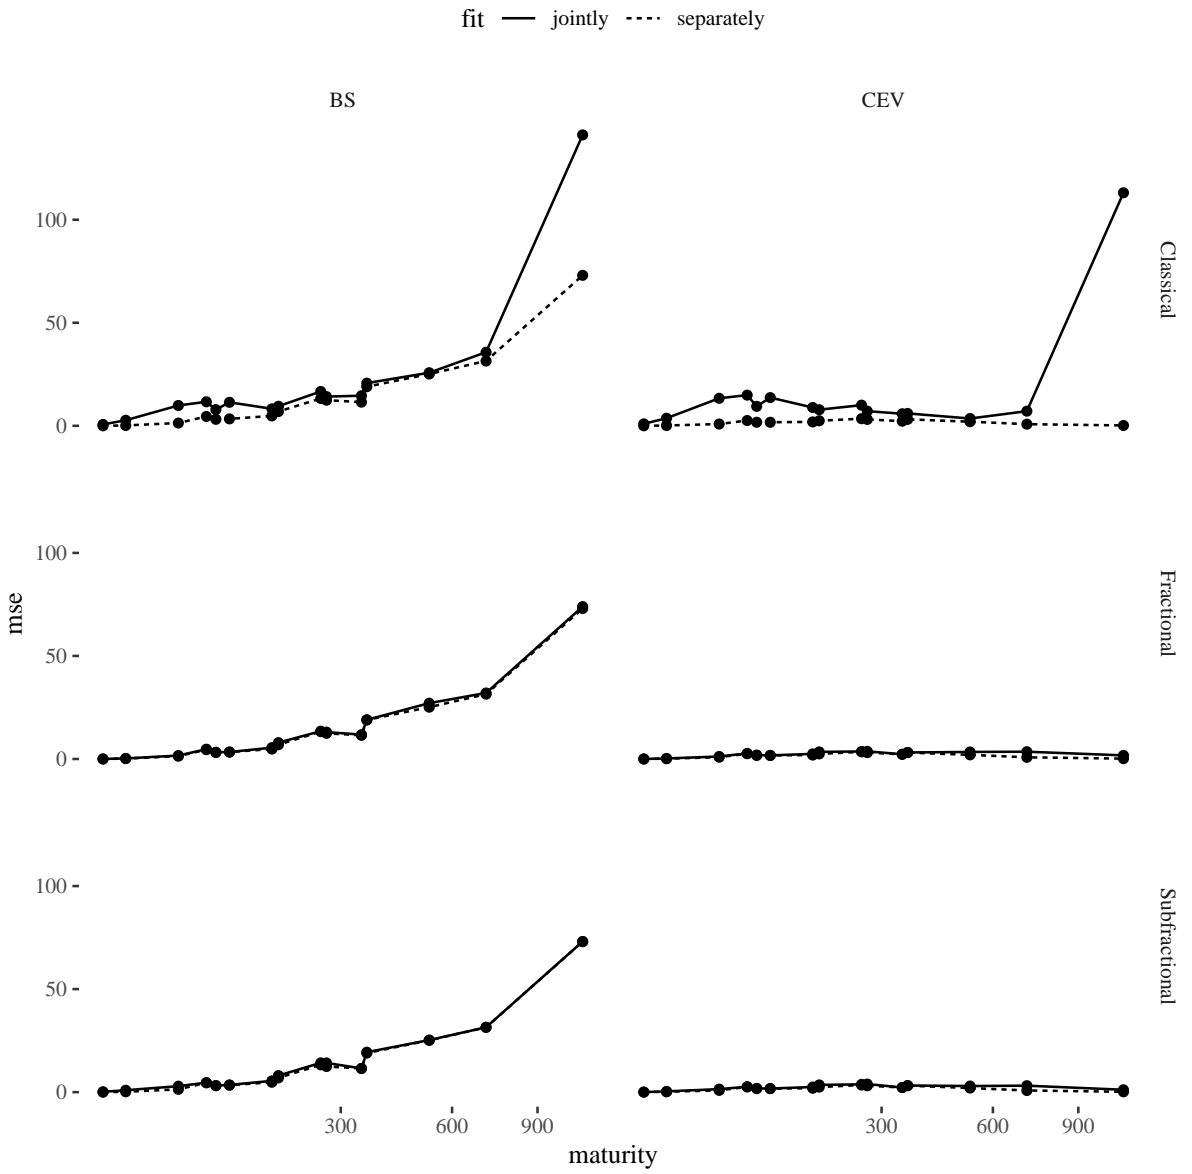 fit jointly separately
BS CEV
100
50
0
Classical
100
50
0
Fractional
mse
100
50
0
Subfractional
300 600 900 300 600 900
maturity